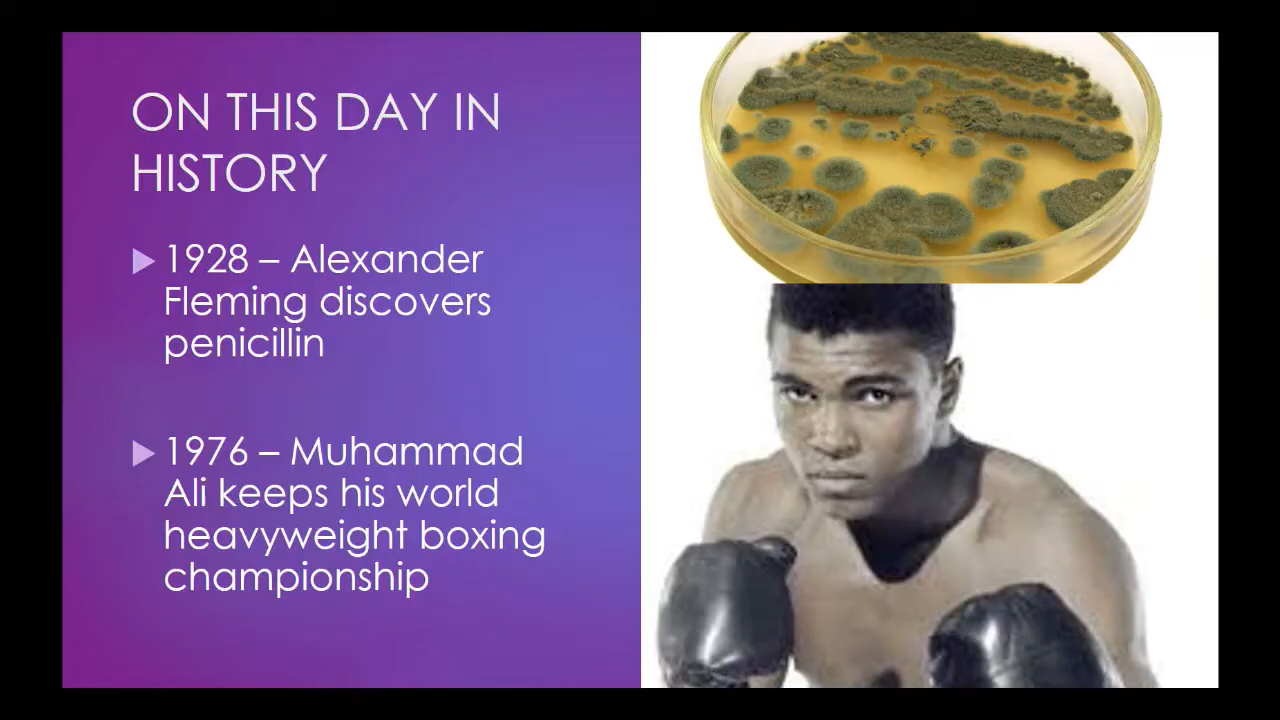 ON THIS DAY IN
HISTORY
1928 – Alexander
Fleming discovers
penicillin
1976 – Muhammad
Ali keeps his world
heavyweight boxing
championship